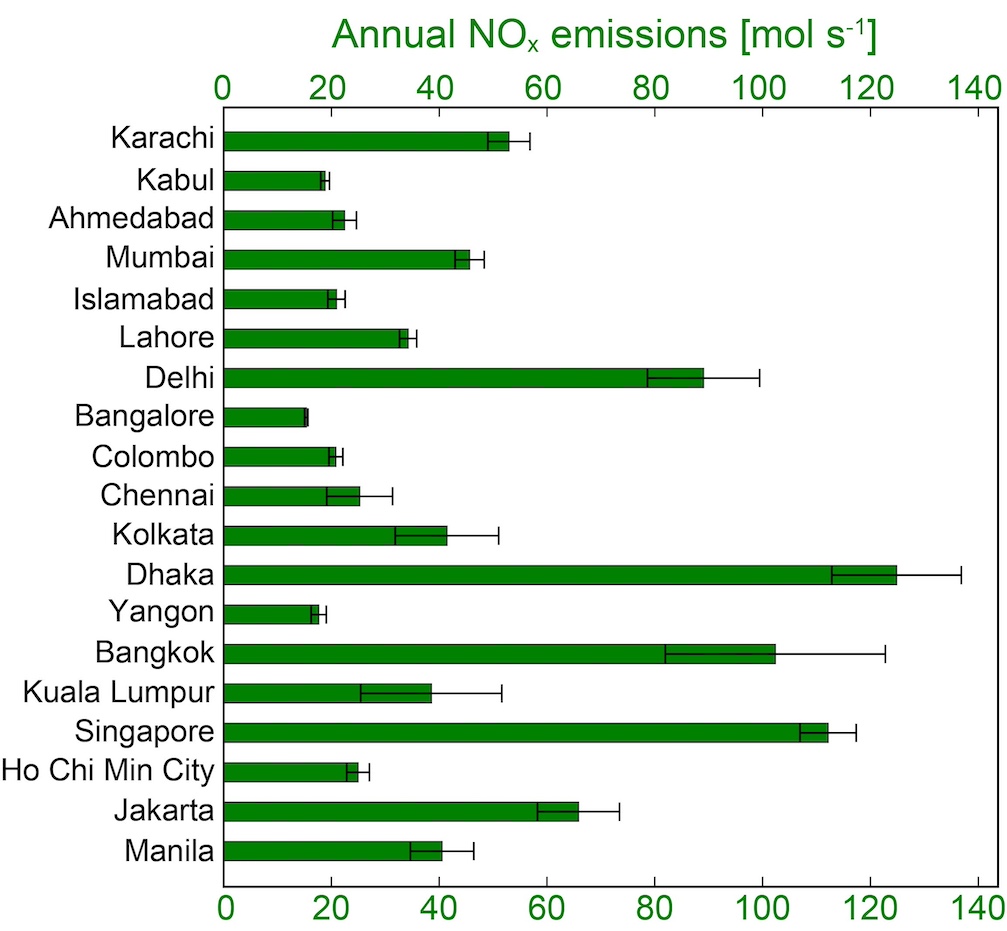 Annual NOx emissions [mol s-1]
0 20 40 60 80 100 120 140
Karachi
Kabul
Ahmedabad
Mumbai
Islamabad
Lahore
Delhi
Bangalore
Colombo
Chennai
Kolkata
Dhaka
Yangon
Bangkok
Kuala Lumpur
Singapore
Ho Chi Min City
Jakarta
Manila
0 20 40 60 80 100 120 140